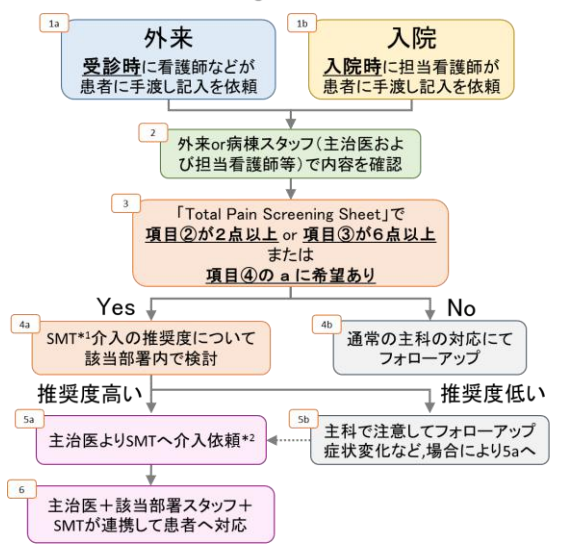 1a
外来
受診時に看護師などが
患者に手渡し記入を依頼
1b
入院
入院時に担当看護師が
患者に手渡し記入を依頼
2
外来or病棟スタッフ(主治医およ
び担当看護師等)で内容を確認
3
「Total Pain Screening Sheet」で
項目②が2点以上 or 項目③が6点以上
または
項目④の a に希望あり
Yes
No
4a
SMT*1介入の推奨度について
該当部署内で検討
4b
通常の主科の対応にて
フォローアップ
推奨度高い
推奨度低い
5a
主治医よりSMTへ介入依頼*2
5b
主科で注意してフォローアップ
症状変化など,場合により5aへ
6
主治医+該当部署スタッフ+
SMTが連携して患者へ対応